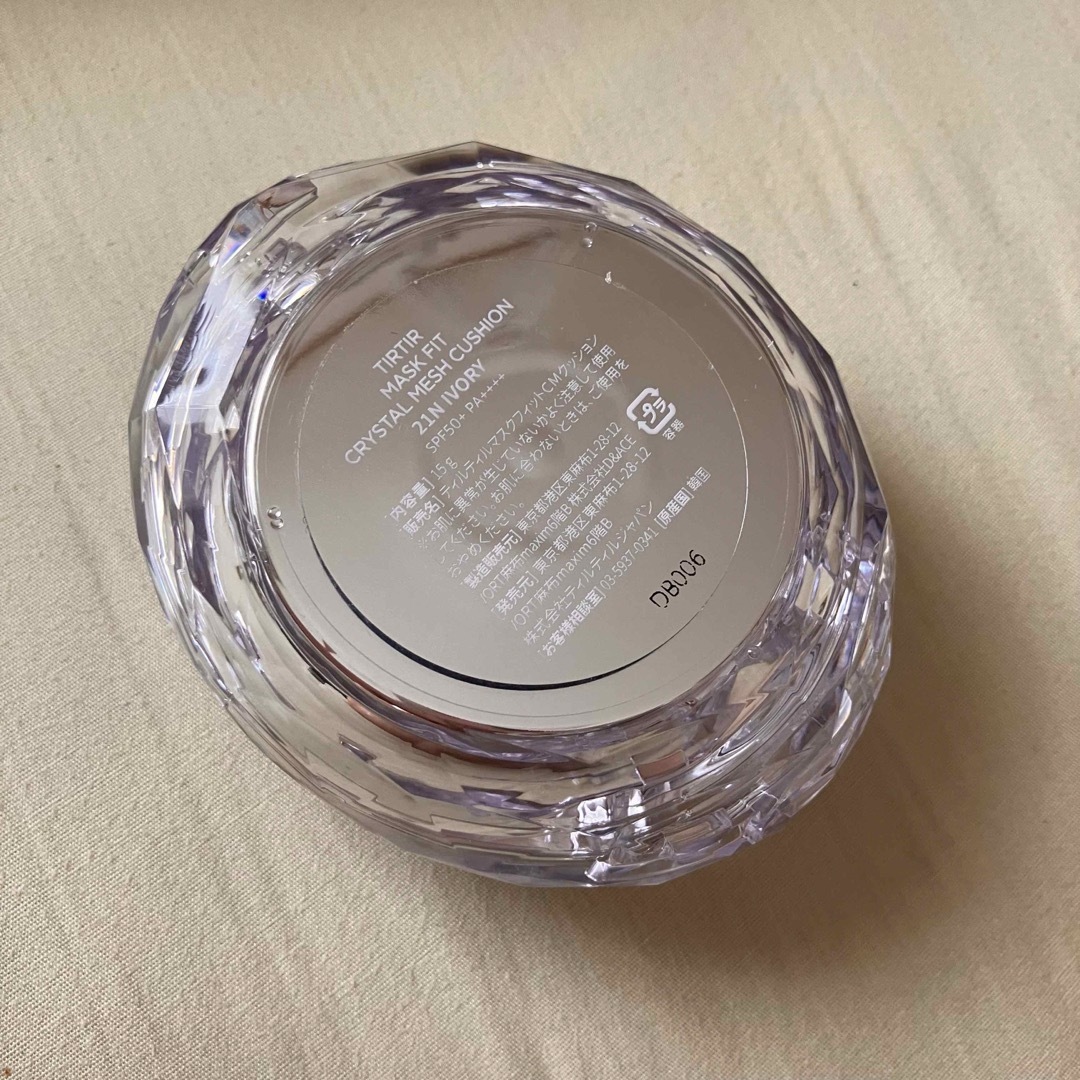 TIRTIR
MASK FIT
CRYSTAL MESH CUSHION
21N IVORY
SPF50+ PA++++
内容量] 15g
販売名] ティルティルマスクフィットCMクッション
※お肌に異常が生じていないかよく注意して使用
してください。お肌に合わないときは、ご使用を
おやめください。
製造販売元] 東京都港区東麻布1-28-12
/ORT麻布maxim6階B 株式会社D&ACE
発売元] 東京都港区東麻布1-28-12
/ORT麻布maxim6階B
株式会社ティルティルジャパン
お客様相談室] 03-5937-0341 [原産国] 韓国
プラ
容器
DB006